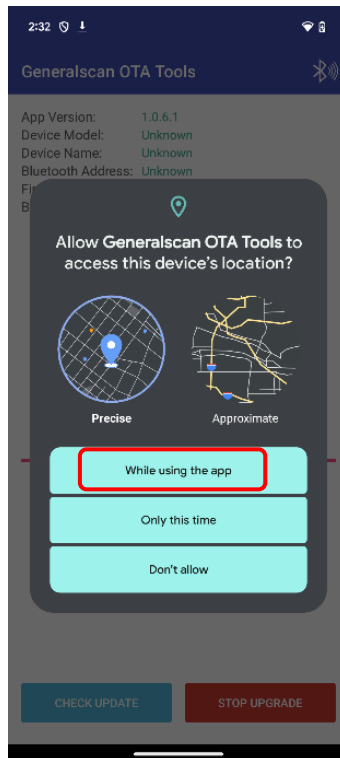 2:32
Generalscan OTA Tools
App Version: 1.0.6.1
Device Model: Unknown
Device Name: Unknown
Bluetooth Address: Unknown
Allow Generalscan OTA Tools to
access this device's location?
Precise Approximate
While using the app
Only this time
Don't allow
CHECK UPDATE STOP UPGRADE